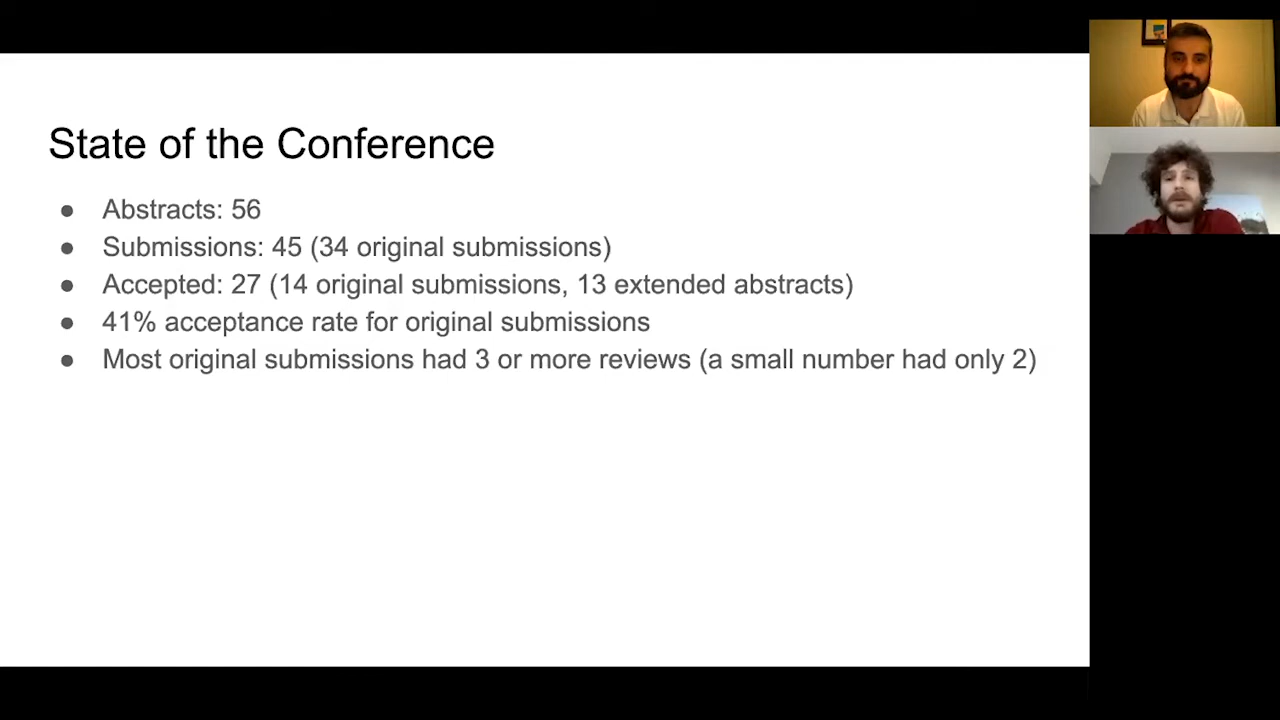 State of the Conference
● Abstracts: 56
● Submissions: 45 (34 original submissions)
● Accepted: 27 (14 original submissions, 13 extended abstracts)
● 41% acceptance rate for original submissions
● Most original submissions had 3 or more reviews (a small number had only 2)